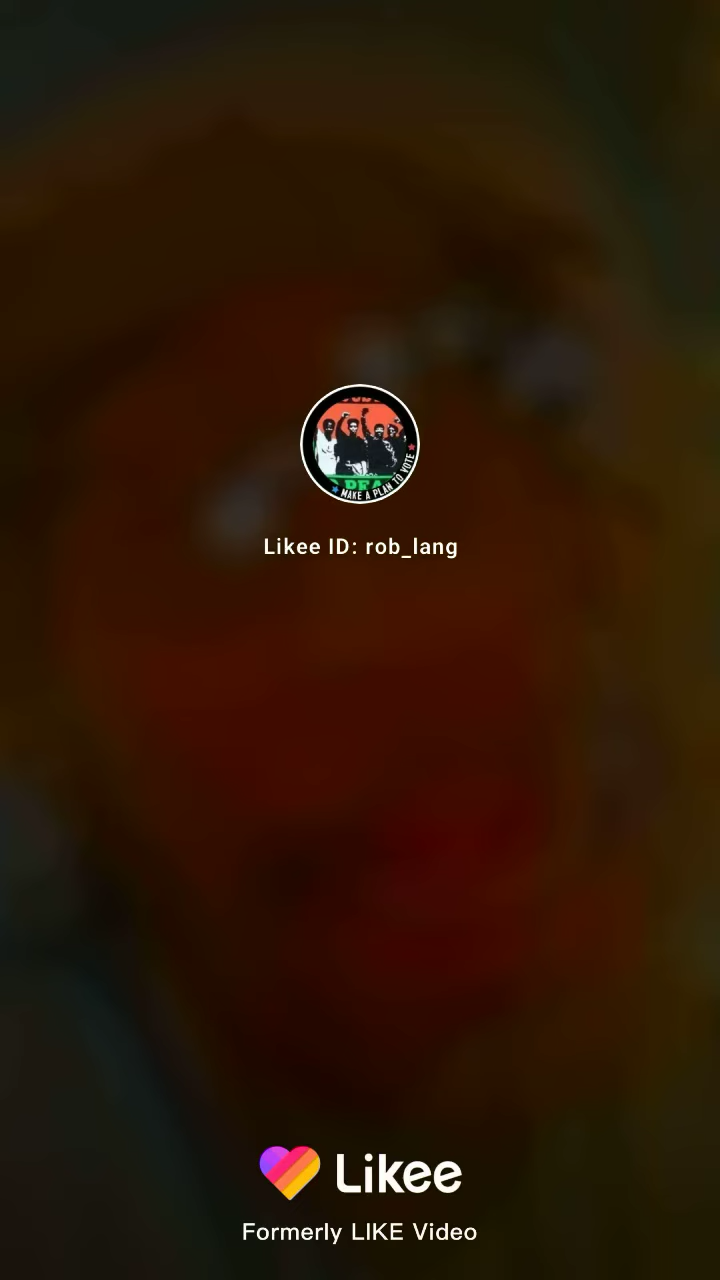 MAKE A PLAN TO VOTE
Likee ID: rob_lang
Likee
Formerly LIKE Video